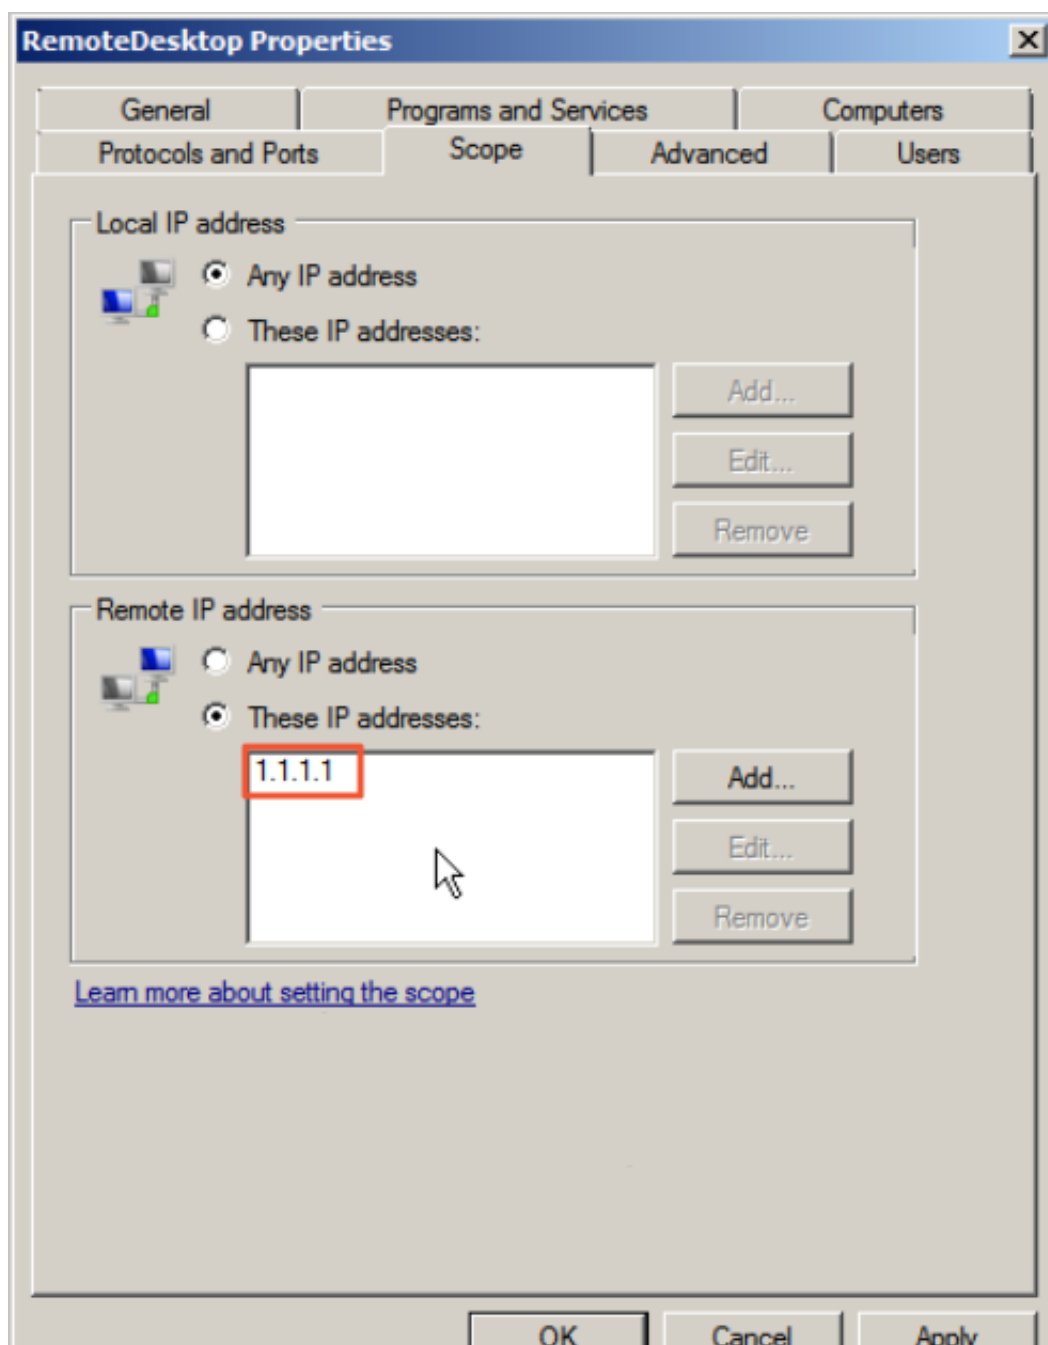 RemoteDesktop Properties
General Programs and Services Computers
Protocols and Ports Scope Advanced Users
Local IP address
Any IP address
These IP addresses:
Add...
Edit...
Remove
Remote IP address
Any IP address
These IP addresses:
1.1.1.1
Add...
Edit...
Remove
Learn more about setting the scope
OK Cancel Apply